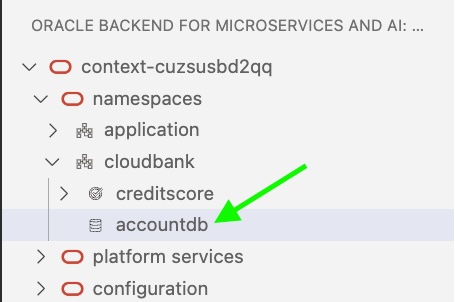 ORACLE BACKEND FOR MICROSERVICES AND AI: ...
context-cuzsusbd2qq
namespaces
application
cloudbank
creditscore
accountdb
platform services
configuration